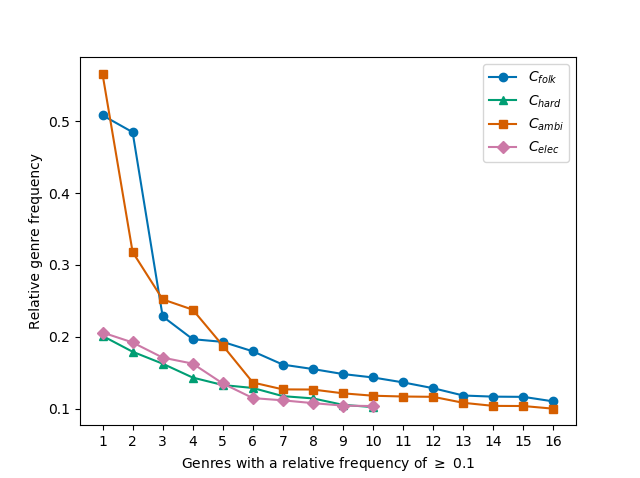 C_folk
C_hard
C_ambi
C_elec
0.5
0.4
0.3
0.2
0.1
Relative genre frequency
1 2 3 4 5 6 7 8 9 10 11 12 13 14 15 16
Genres with a relative frequency of ≥ 0.1